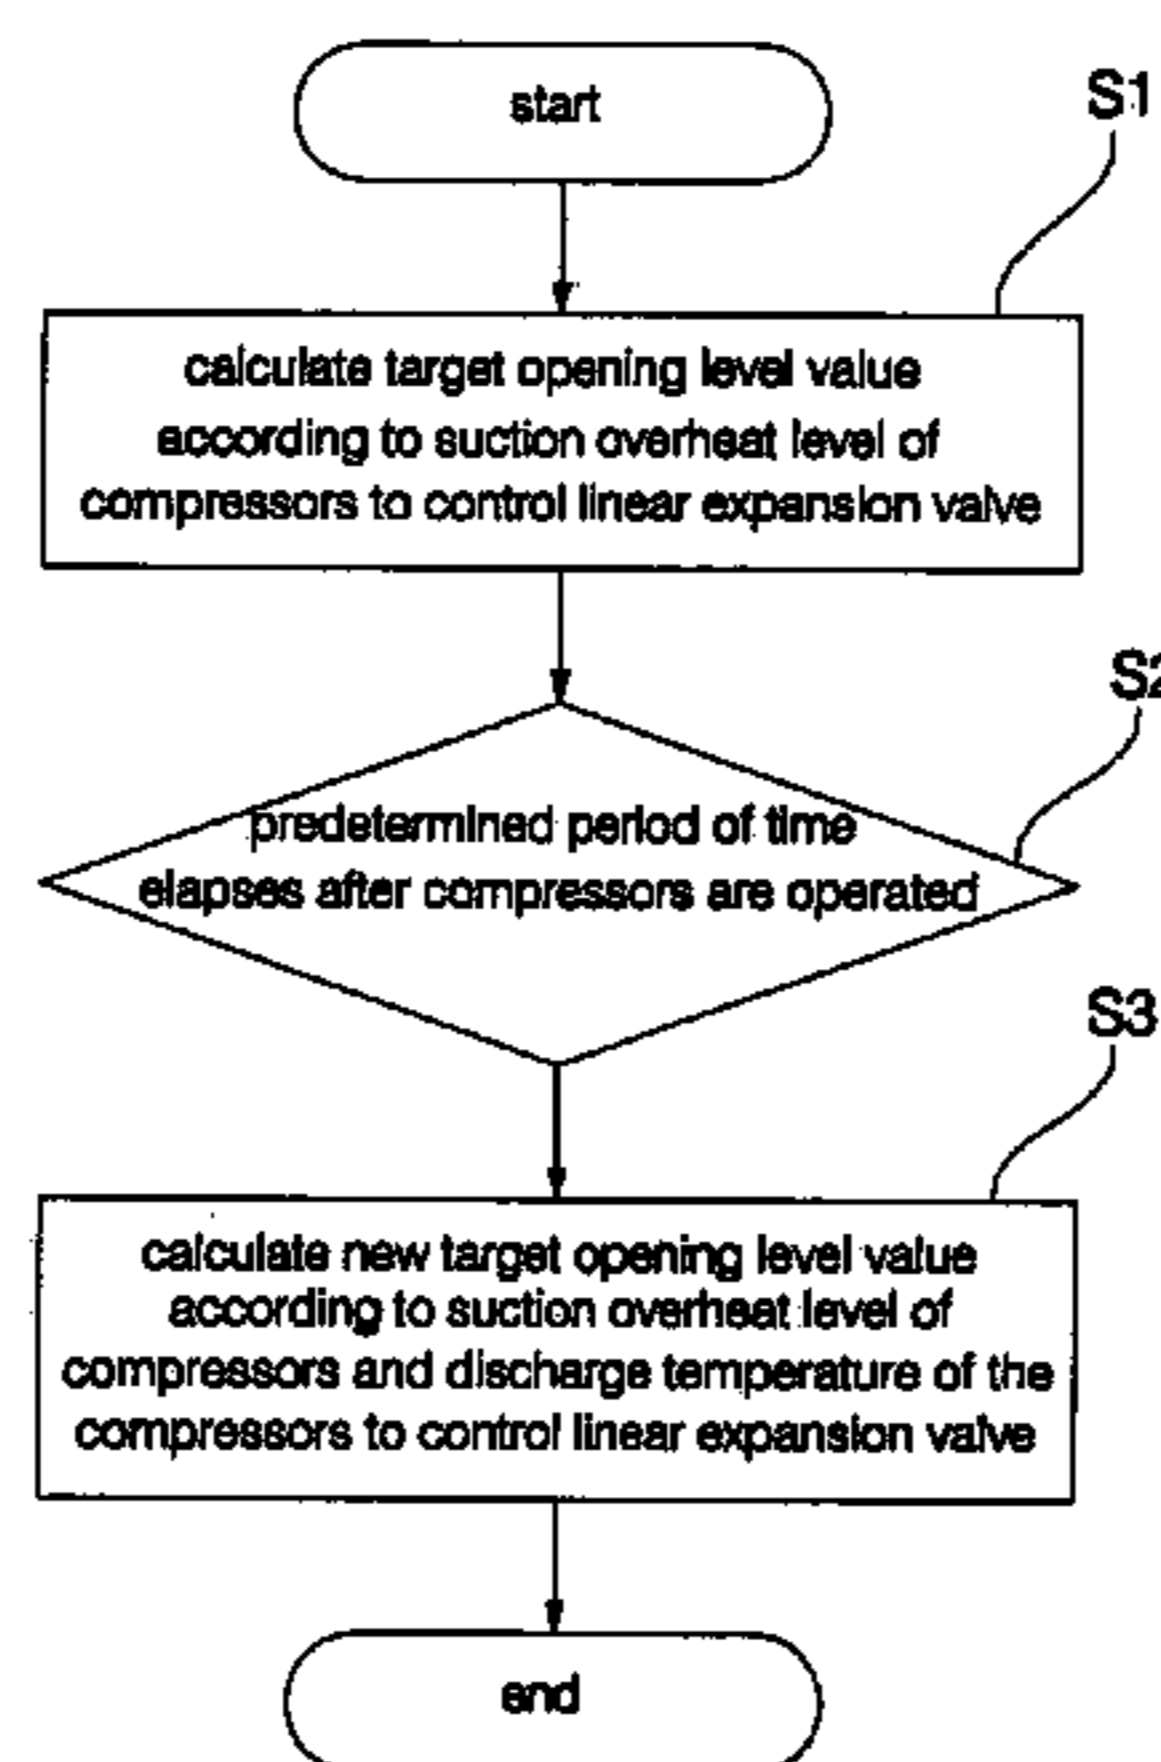 start
S1
calculate target opening level value
according to suction overheat level of
compressors to control linear expansion valve
S2
predetermined period of time
elapses after compressors are operated
S3
calculate new target opening level value
according to suction overheat level of
compressors and discharge temperature of the
compressors to control linear expansion valve
end